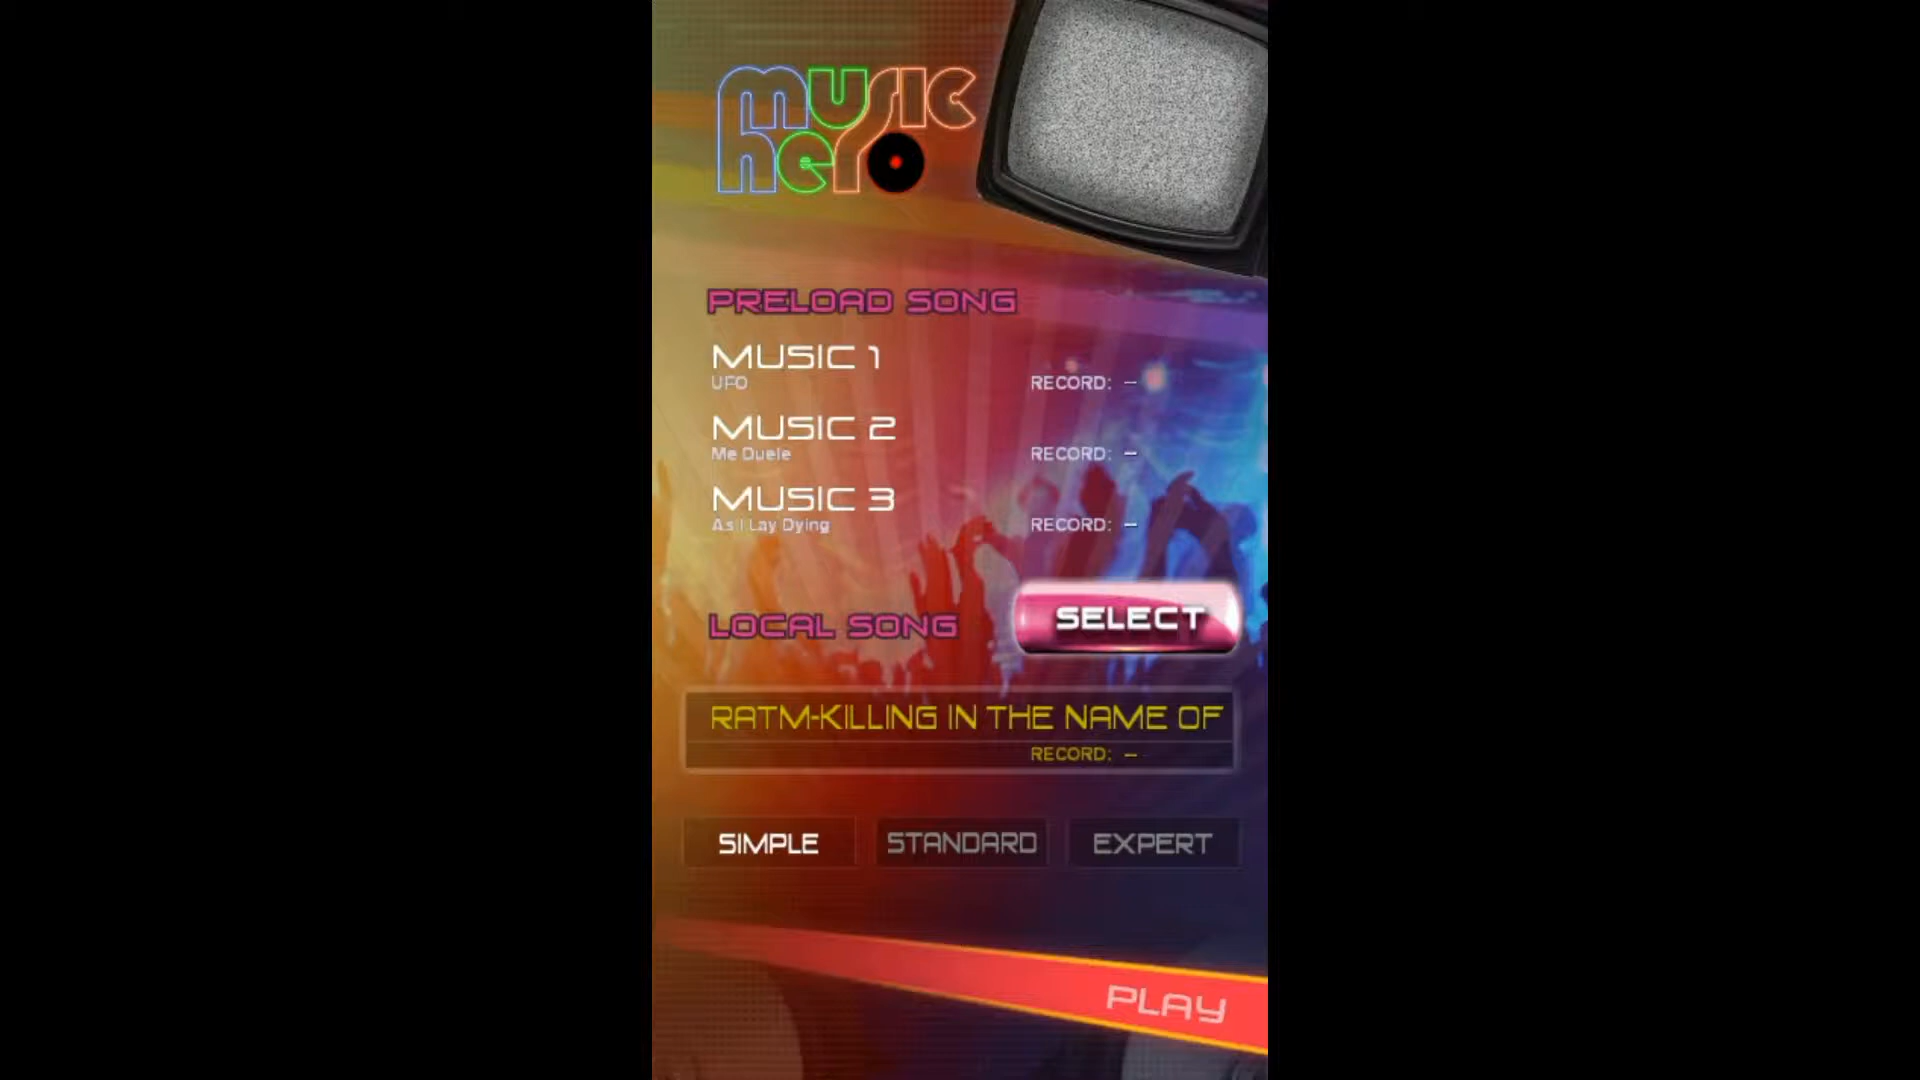 music
hero
PRELOAD SONG
MUSIC 1
UFO
RECORD: –
MUSIC 2
Me Duele
RECORD: –
MUSIC 3
As I Lay Dying
RECORD: –
LOCAL SONG
SELECT
RATM-KILLING IN THE NAME OF
RECORD: –
SIMPLE
STANDARD
EXPERT
PLAY